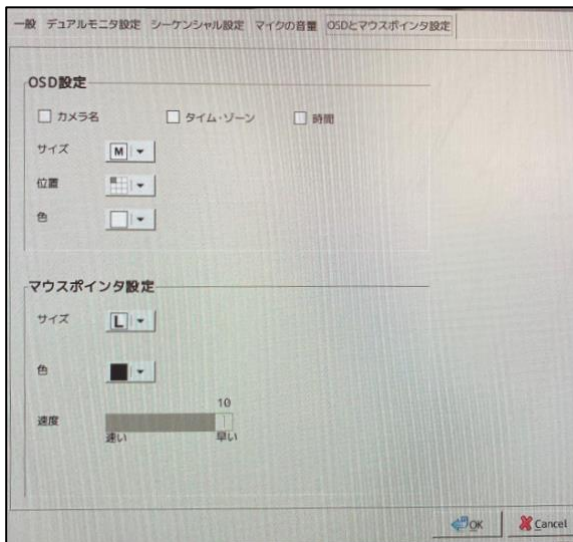 一般 デュアルモニタ設定 シーケンシャル設定 マイクの音量 OSDとマウスポインタ設定
OSD設定
カメラ名 タイム・ゾーン 時間
サイズ M
位置
色
マウスポインタ設定
サイズ L
色
10
速度
速い 早い
OK Cancel